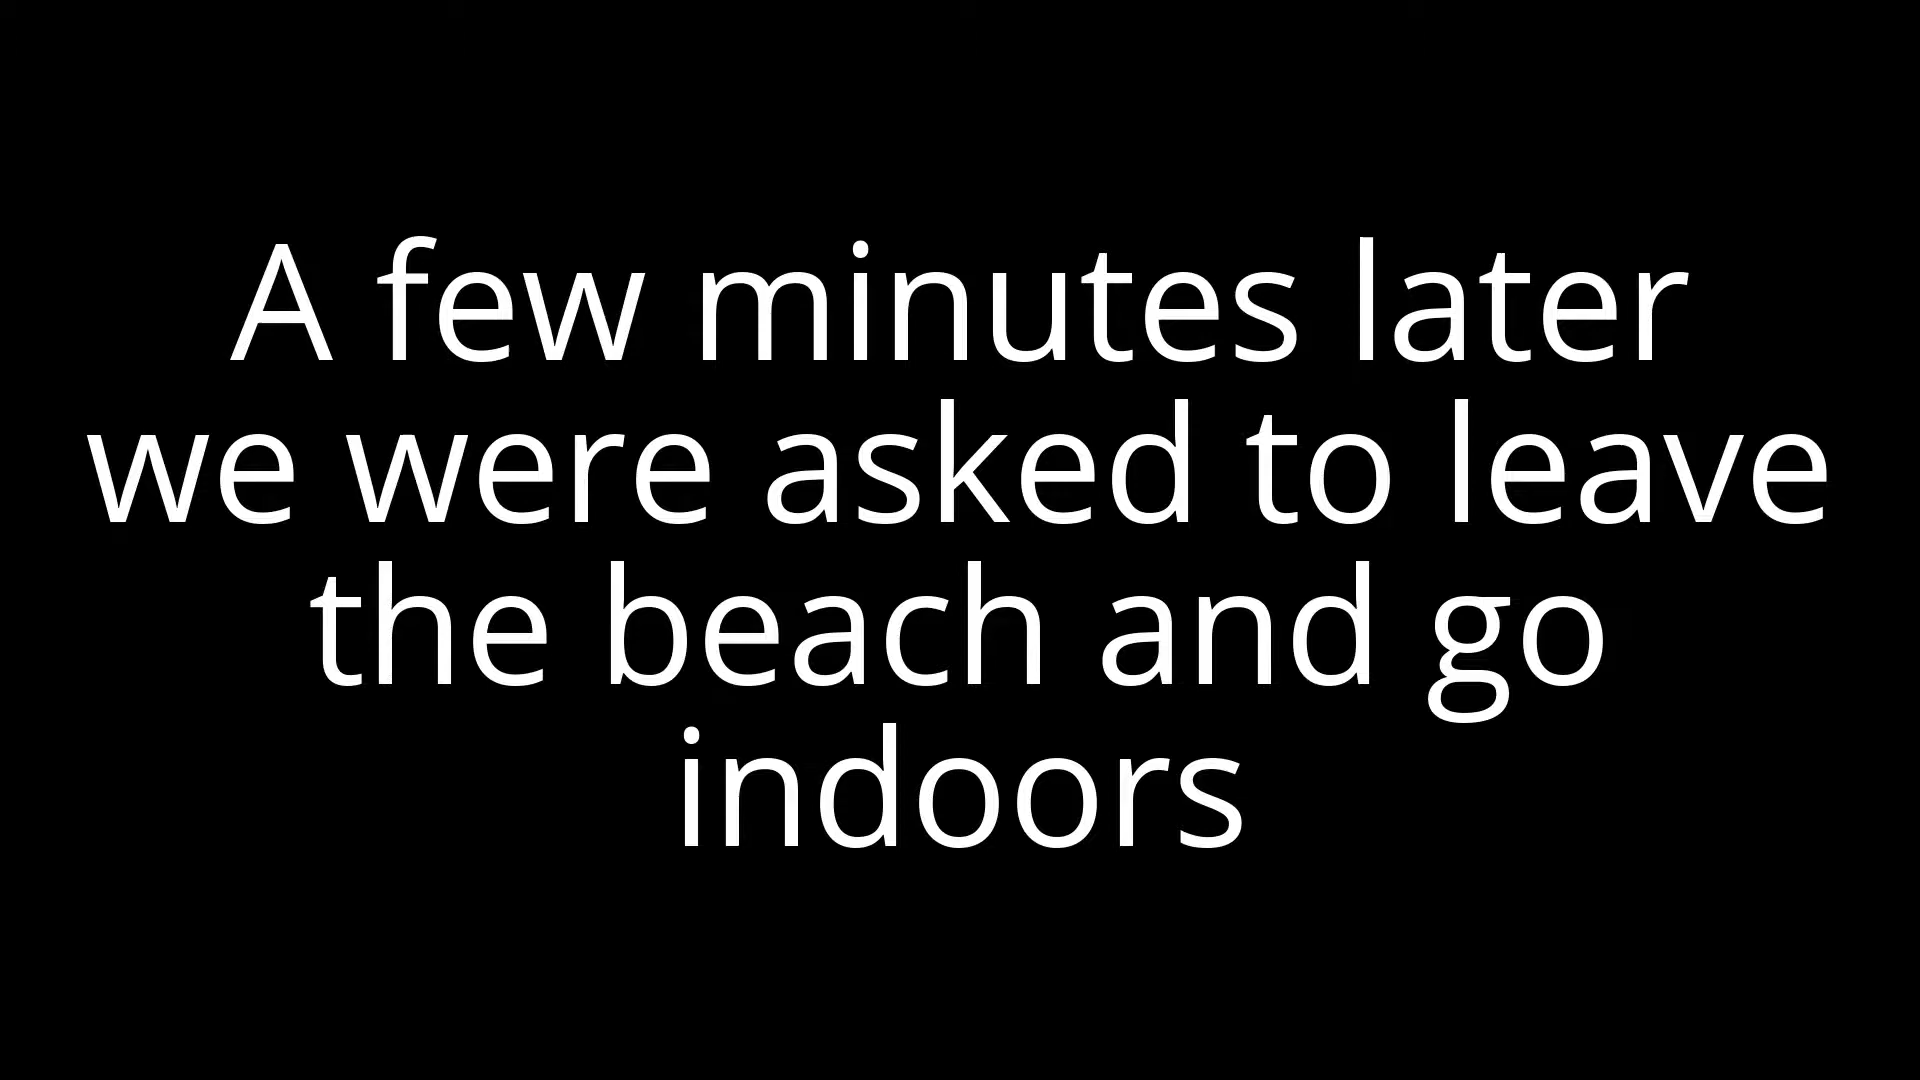 A few minutes later
we were asked to leave
the beach and go
indoors